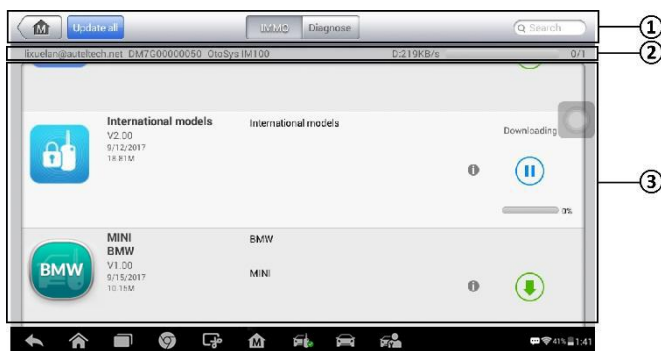 Update all IMMO Diagnose Search ①
lixuelan@auteltech.net DM7G00000050 OtoSys IM100 D:219KB/s 0/1 ②
International models International models
V2.00 Downloading
9/12/2017
18.81M
0%
③
MINI BMW
BMW
BMW
V1.00
9/15/2017 MINI
10.16M
41% 1:41